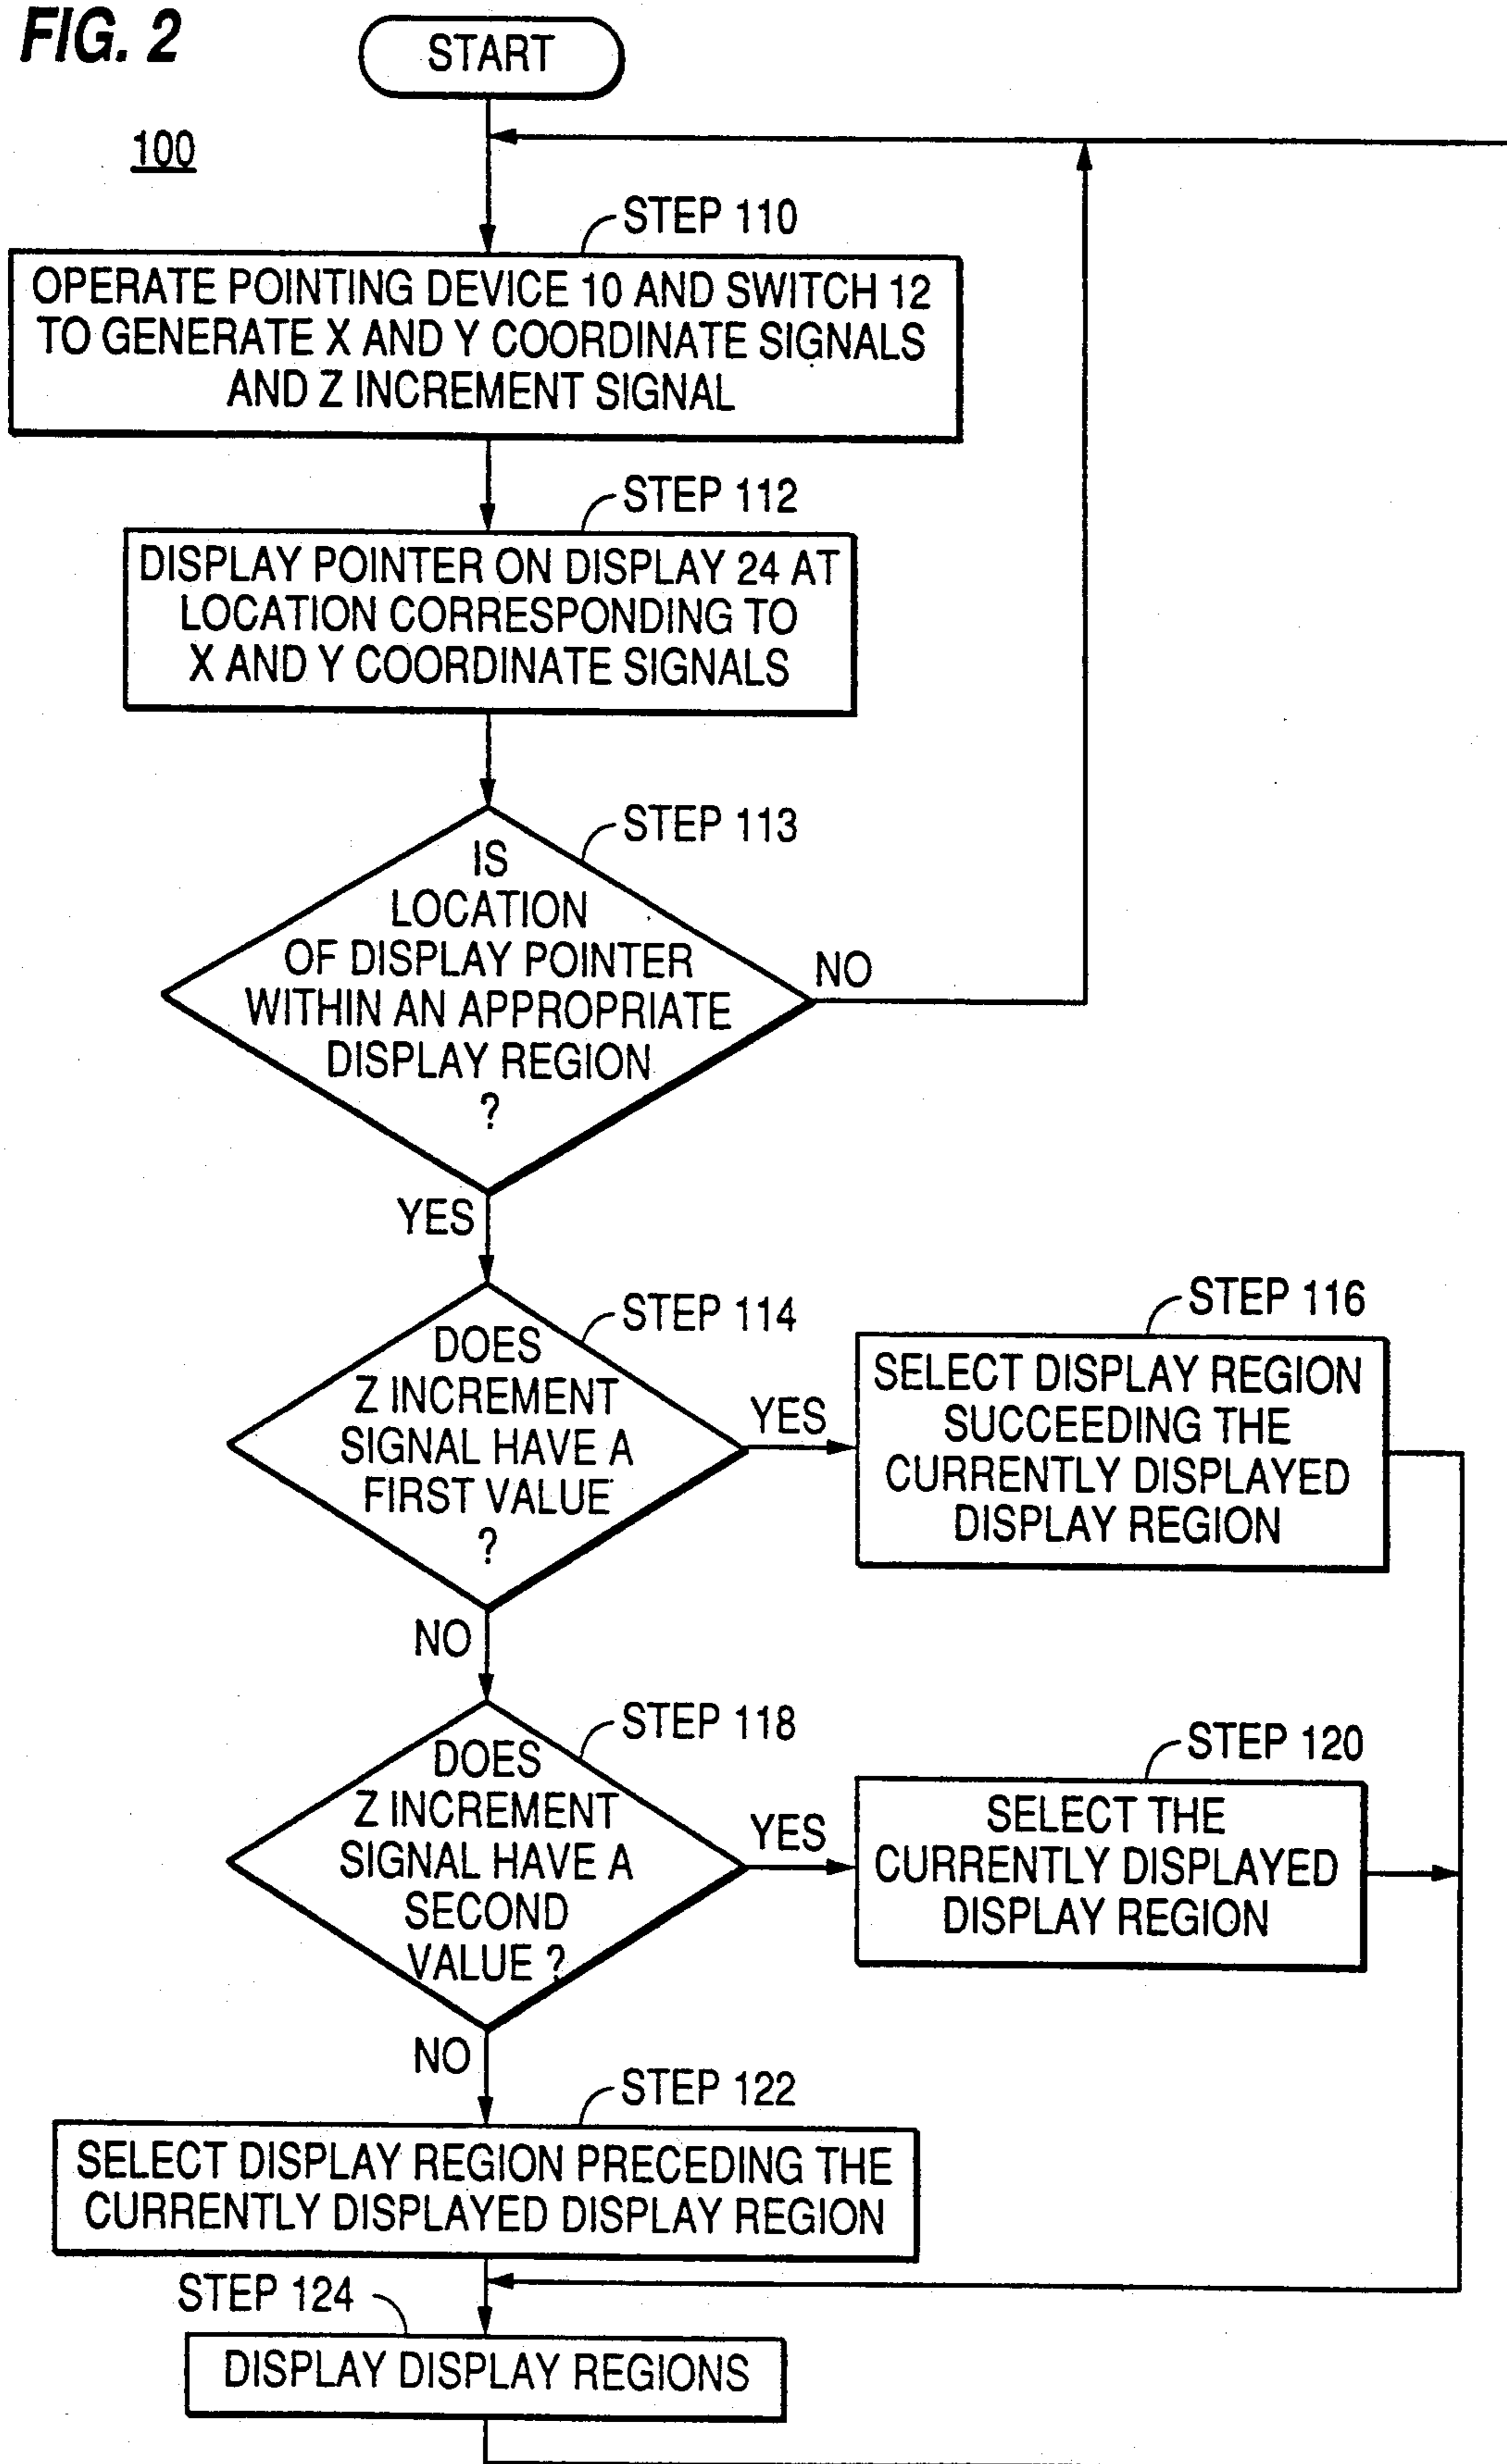 FIG. 2
START
100
STEP 110
OPERATE POINTING DEVICE 10 AND SWITCH 12
TO GENERATE X AND Y COORDINATE SIGNALS
AND Z INCREMENT SIGNAL
STEP 112
DISPLAY POINTER ON DISPLAY 24 AT
LOCATION CORRESPONDING TO
X AND Y COORDINATE SIGNALS
STEP 113
IS
LOCATION
OF DISPLAY POINTER
WITHIN AN APPROPRIATE
DISPLAY REGION
?
NO
YES
STEP 114
DOES
Z INCREMENT
SIGNAL HAVE A
FIRST VALUE
?
YES
STEP 116
SELECT DISPLAY REGION
SUCCEEDING THE
CURRENTLY DISPLAYED
DISPLAY REGION
NO
STEP 118
DOES
Z INCREMENT
SIGNAL HAVE A
SECOND
VALUE ?
YES
STEP 120
SELECT THE
CURRENTLY DISPLAYED
DISPLAY REGION
NO
STEP 122
SELECT DISPLAY REGION PRECEDING THE
CURRENTLY DISPLAYED DISPLAY REGION
STEP 124
DISPLAY DISPLAY REGIONS